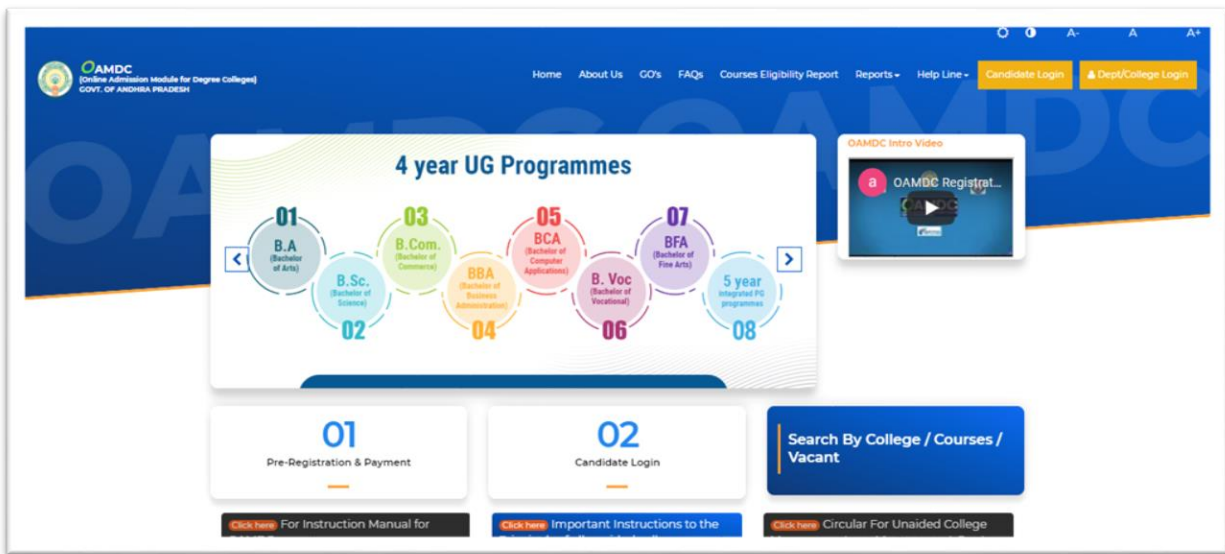 A- A A+
OAMDC
(Online Admission Module for Degree Colleges)
GOVT. OF ANDHRA PRADESH
Home About Us GO's FAQs Courses Eligibility Report Reports Help Line Candidate Login Dept/College Login
OAMDC OAMDC
4 year UG Programmes
01
B.A
(Bachelor
of Arts)
B.Sc.
(Bachelor of
Science)
02
03
B.Com.
(Bachelor of
Commerce)
BBA
(Bachelor of
Business
Administration)
04
05
BCA
(Bachelor of
Computer
Applications)
B. Voc
(Bachelor of
Vocational)
06
07
BFA
(Bachelor of
Fine Arts)
5 year
integrated PG
programmes
08
OAMDC Intro Video
a OAMDC Registrat...
OAMDC
01
Pre-Registration & Payment
02
Candidate Login
Search By College / Courses /
Vacant
Click here For Instruction Manual for
Click here Important Instructions to the
Click here Circular For Unaided College